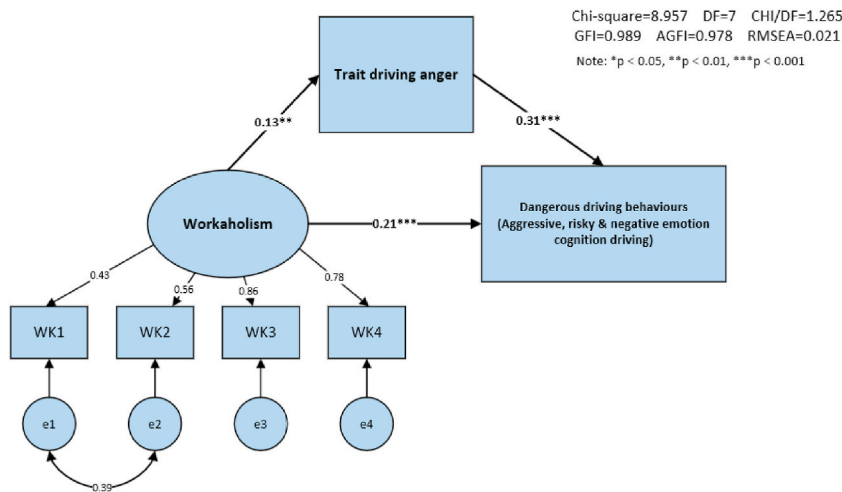 Chi-square=8.957 DF=7 CHI/DF=1.265
GFI=0.989 AGFI=0.978 RMSEA=0.021
Note: *p < 0.05, **p < 0.01, ***p < 0.001
Trait driving anger
0.13**
0.31***
Workaholism
0.21***
Dangerous driving behaviours
(Aggressive, risky & negative emotion
cognition driving)
0.43
0.56
0.86
0.78
WK1
WK2
WK3
WK4
e1
e2
e3
e4
0.39